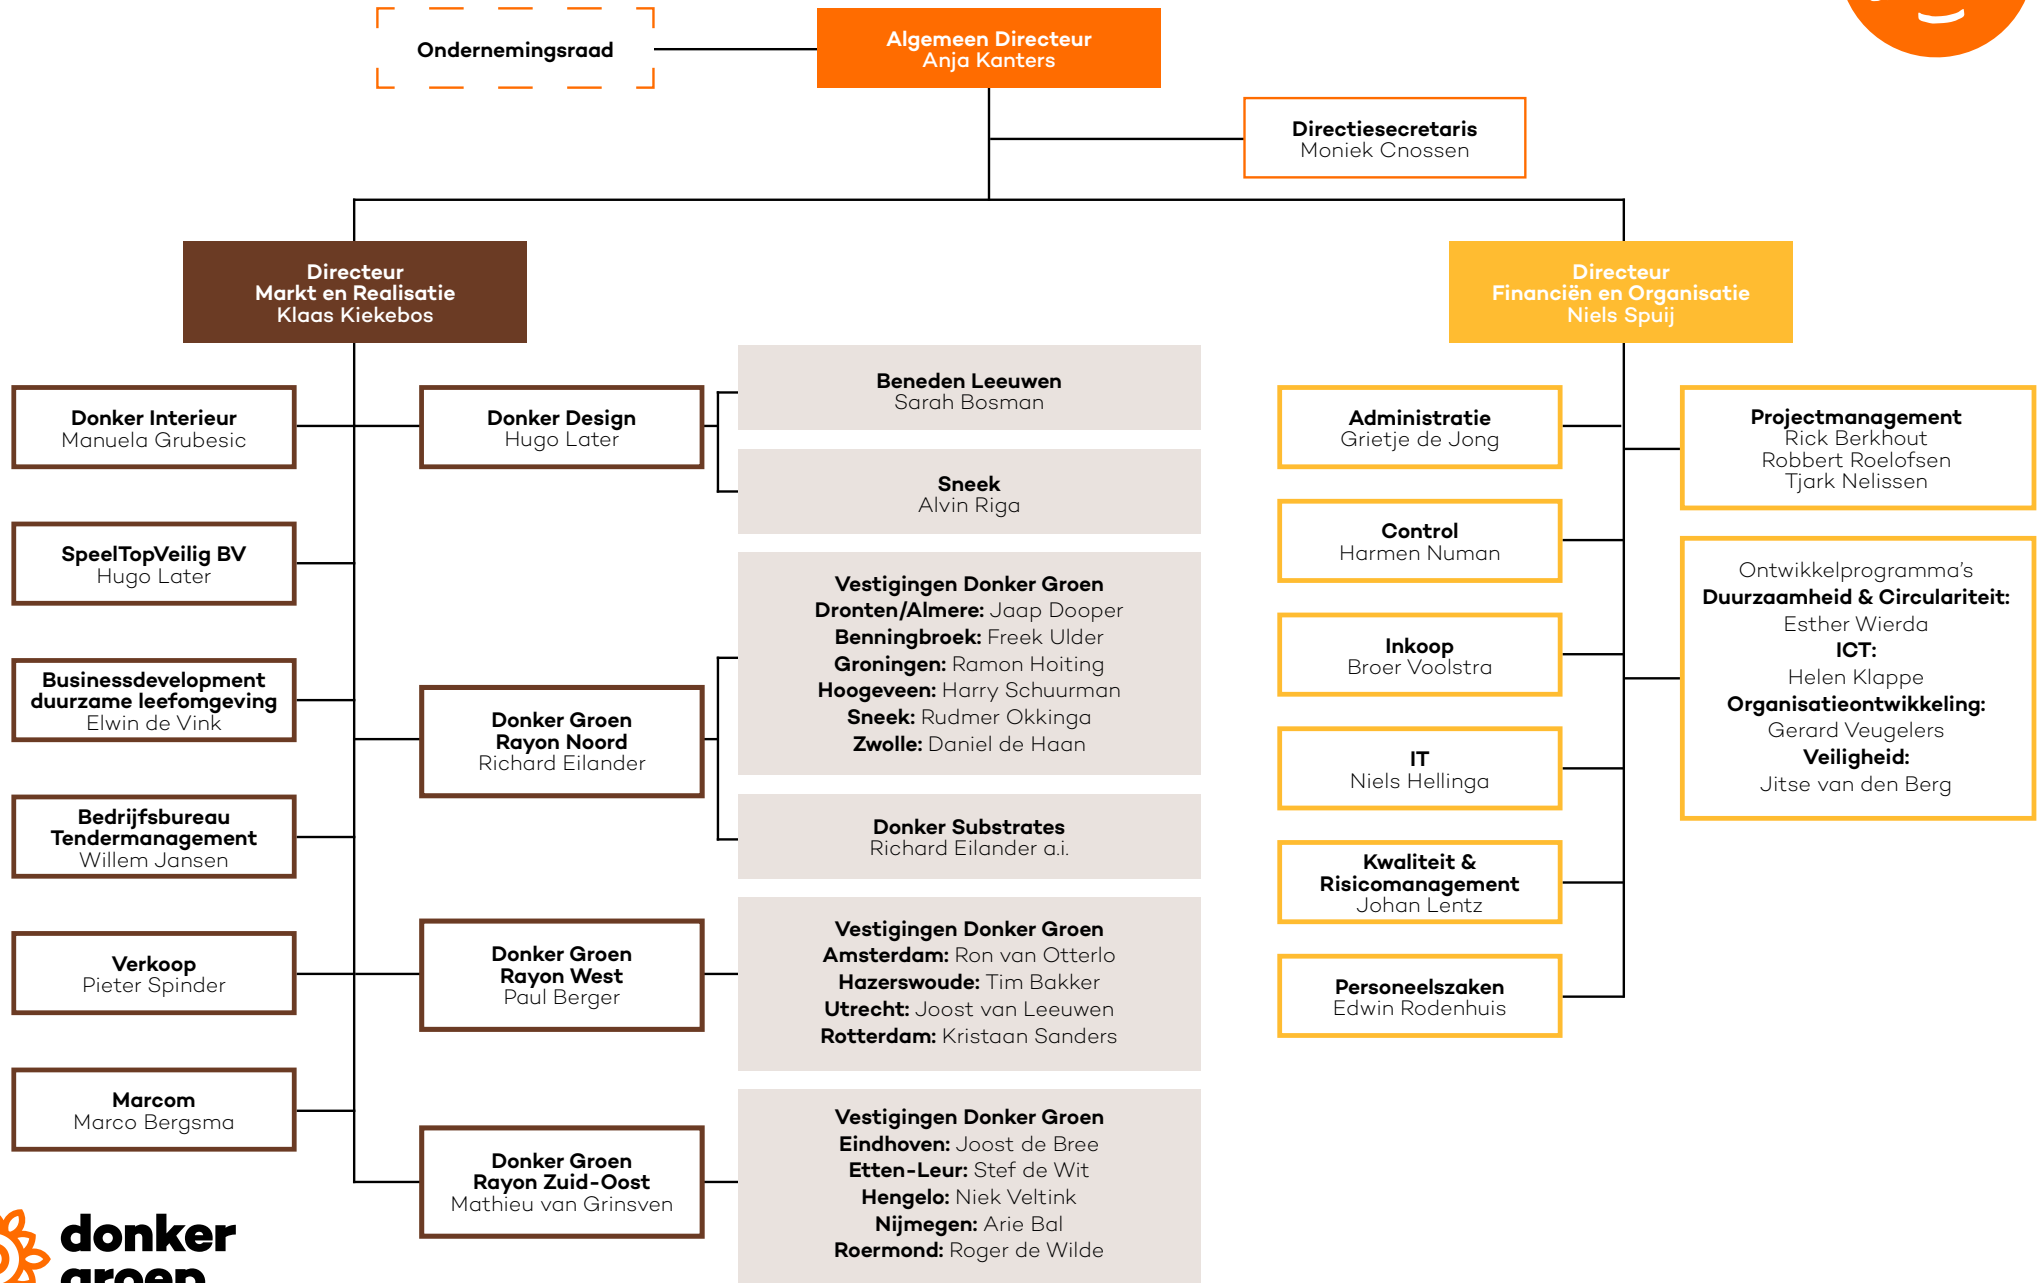 Ondernemingsraad
Algemeen Directeur
Anja Kanters
Directiesecretaris
Moniek Cnossen
Directeur
Markt en Realisatie
Klaas Kiekebos
Directeur
Financiën en Organisatie
Niels Spuij
Donker Interieur
Manuela Grubesic
SpeelTopVeilig BV
Hugo Later
Businessdevelopment
duurzame leefomgeving
Elwin de Vink
Bedrijfsbureau
Tendermanagement
Willem Jansen
Verkoop
Pieter Spinder
Marcom
Marco Bergsma
Donker Design
Hugo Later
Donker Groen
Rayon Noord
Richard Eilander
Donker Groen
Rayon West
Paul Berger
Donker Groen
Rayon Zuid-Oost
Mathieu van Grinsven
Beneden Leeuwen
Sarah Bosman
Sneek
Alvin Riga
Vestigingen Donker Groen
Dronten/Almere: Jaap Dooper
Benningbroek: Freek Ulder
Groningen: Ramon Hoiting
Hoogeveen: Harry Schuurman
Sneek: Rudmer Okkinga
Zwolle: Daniel de Haan
Donker Substrates
Richard Eilander a.i.
Vestigingen Donker Groen
Amsterdam: Ron van Otterlo
Hazerswoude: Tim Bakker
Utrecht: Joost van Leeuwen
Rotterdam: Kristaan Sanders
Vestigingen Donker Groen
Eindhoven: Joost de Bree
Etten-Leur: Stef de Wit
Hengelo: Niek Veltink
Nijmegen: Arie Bal
Roermond: Roger de Wilde
Administratie
Grietje de Jong
Control
Harmen Numan
Inkoop
Broer Voolstra
IT
Niels Hellinga
Kwaliteit &
Risicomanagement
Johan Lentz
Personeelszaken
Edwin Rodenhuis
Projectmanagement
Rick Berkhout
Robbert Roelofsen
Tjark Nelissen
Ontwikkelprogramma's
Duurzaamheid & Circulariteit:
Esther Wierda
ICT:
Helen Klappe
Organisatieontwikkeling:
Gerard Veugelers
Veiligheid:
Jitse van den Berg
donker
groep